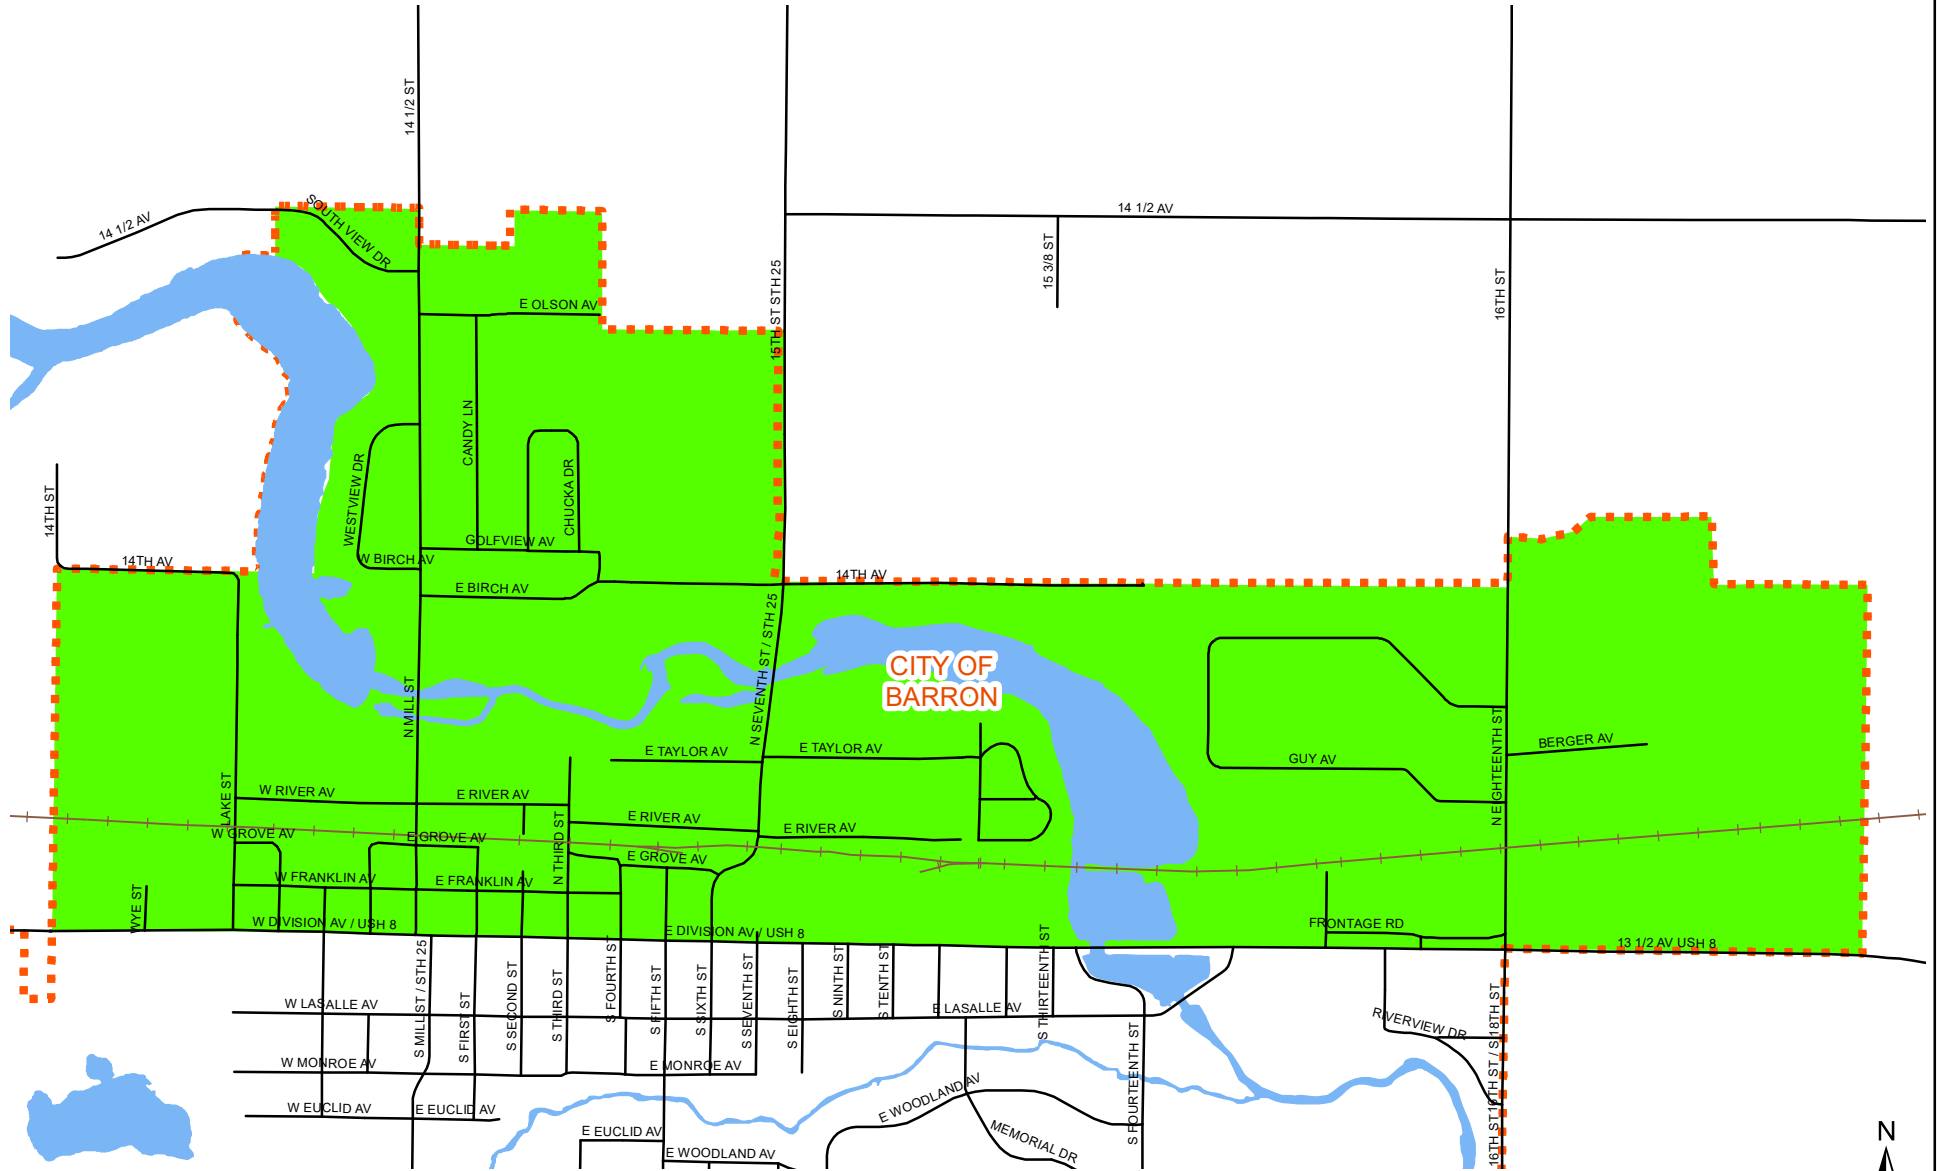 14 1/2 ST
14 1/2 AV
SOUTH VIEW DR
14 1/2 AV
15 3/8 ST
15TH ST STH 25
16TH ST
E OLSON AV
CANDY LN
CHUCKA DR
WESTVIEW DR
14TH ST
GOLFVIEW AV
W BIRCH AV
14TH AV
14TH AV
E BIRCH AV
N SEVENTH ST / STH 25
CITY OF
BARRON
N MILL ST
N EIGHTEENTH ST
BERGER AV
E TAYLOR AV
E TAYLOR AV
GUY AV
LAKE ST
W RIVER AV
E RIVER AV
E RIVER AV
E RIVER AV
W GROVE AV
E GROVE AV
N THIRD ST
E GROVE AV
W FRANKLIN AV
E FRANKLIN AV
WYE ST
W DIVISION AV / USH 8
E DIVISION AV / USH 8
FRONTAGE RD
13 1/2 AV USH 8
S MILL ST / STH 25
S FIRST ST
S SECOND ST
S THIRD ST
S FOURTH ST
S FIFTH ST
S SIXTH ST
S SEVENTH ST
S EIGHTH ST
S NINTH ST
S TENTH ST
S THIRTEENTH ST
W LASALLE AV
E LASALLE AV
RIVERVIEW DR
16TH ST / S 18TH ST
16TH ST
S FOURTEENTH ST
W MONROE AV
E MONROE AV
W EUCLID AV
E EUCLID AV
E WOODLAND AV
E EUCLID AV
MEMORIAL DR
E WOODLAND AV
N